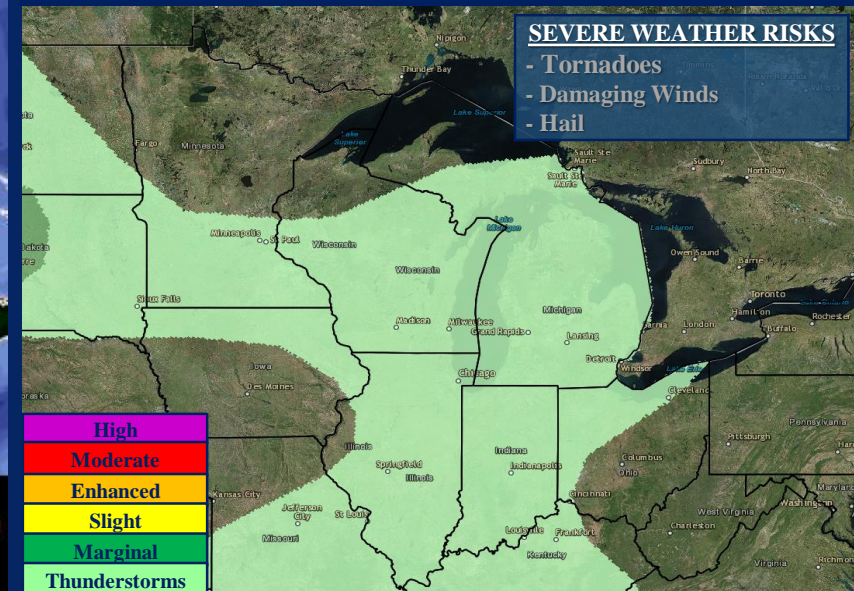 SEVERE WEATHER RISKS
- Tornadoes
- Damaging Winds
- Hail
Nipigon
Thunder Bay
Lake Superior
Lake
Superior
Sault Ste
Marie
Sault Ste
Marie
Sudbury
North Bay
Fargo
Minnesota
Lake
Michigan
Lake Huron
Owen Sound
Barrie
Minneapolis
St Paul
Wisconsin
Wisconsin
Toronto
Hamilton
Rochester
London
Buffalo
Sioux Falls
Madison
Milwaukee
Michigan
Grand Rapids
Lansing
Detroit
Windsor
Lake Erie
Cleveland
Iowa
Des Moines
Chicago
Pennsylvania
Pittsburgh
Illinois
Springfield
Illinois
Indiana
Indianapolis
Columbus
Ohio
Cincinnati
Kansas City
Jefferson
City
St Louis
Missouri
Louisville
Frankfort
Kentucky
West Virginia
Charleston
Virginia
High
Moderate
Enhanced
Slight
Marginal
Thunderstorms